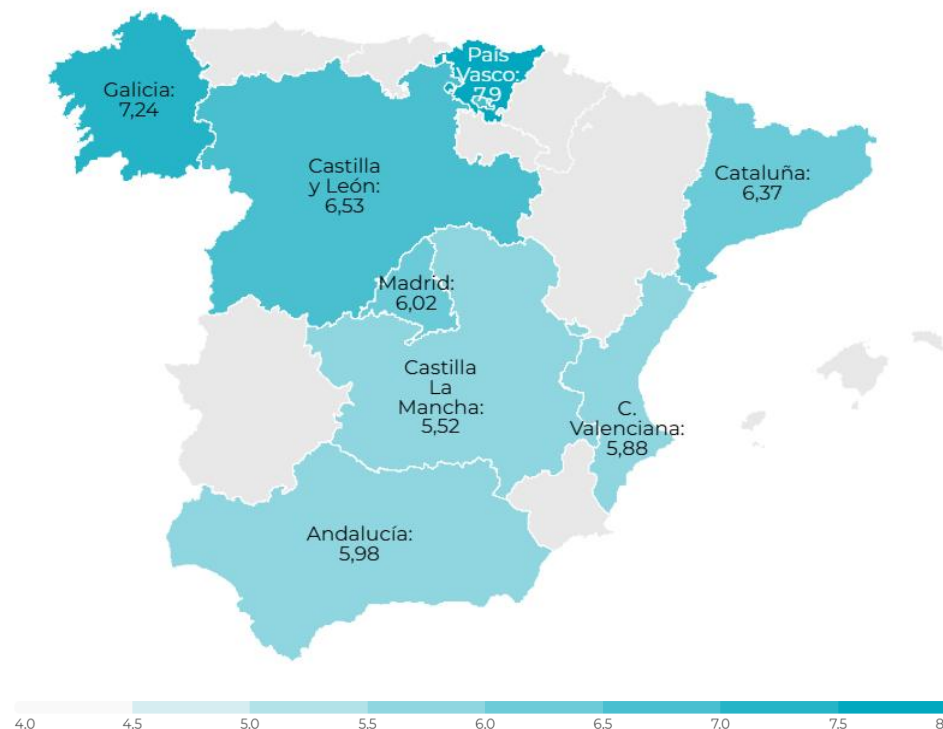 País
Vasco:
7,9
Galicia:
7,24
Castilla
y León:
6,53
Cataluña:
6,37
Madrid:
6,02
Castilla
La
Mancha:
5,52
C.
Valenciana:
5,88
Andalucía:
5,98
4.0 4.5 5.0 5.5 6.0 6.5 7.0 7.5 8